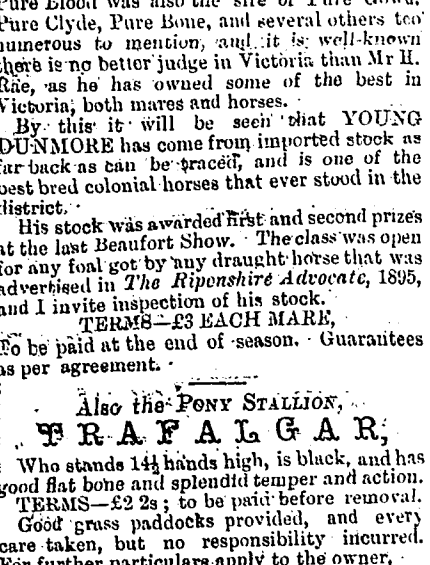 Pure Blood was also the sire of Pure Gowd,
Pure Clyde, Pure Bone, and several others too
numerous to mention, and it is well-known
there is no better judge in Victoria than Mr H.
Rae, as he has owned some of the best in
Victoria, both mares and horses.
By this it will be seen that YOUNG
DUNMORE has come from imported stock as
far back as can be traced, and is one of the
best bred colonial horses that ever stood in the
district.
His stock was awarded first and second prizes
at the last Beaufort Show. The class was open
for any foal got by any draught horse that was
advertised in The Riponshire Advocate, 1895,
and I invite inspection of his stock.
TERMS—£3 EACH MARE,
To be paid at the end of season. Guarantees
as per agreement.
Also the PONY STALLION,
TRAFALGAR,
Who stands 14½ hands high, is black, and has
good flat bone and splendid temper and action.
TERMS—£2 2s; to be paid before removal.
Good grass paddocks provided, and every
care taken, but no responsibility incurred.
For further particulars apply to the owner,